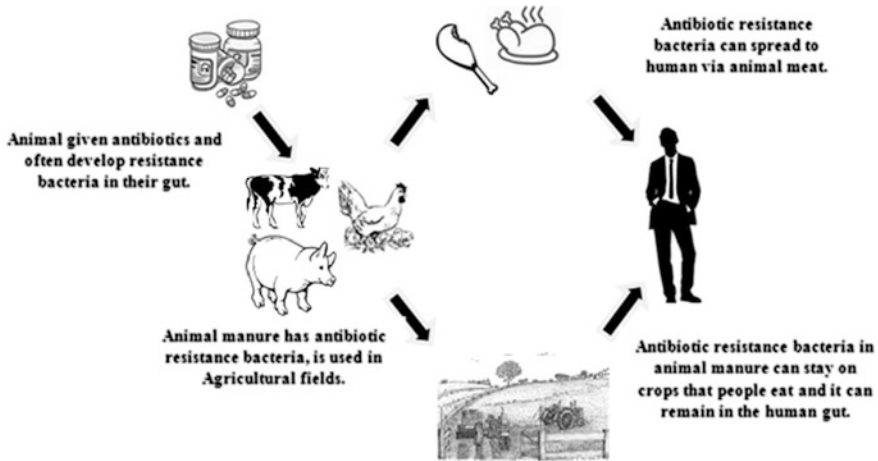 Antibiotic resistance
bacteria can spread to
human via animal meat.
Animal given antibiotics and
often develop resistance
bacteria in their gut.
Animal manure has antibiotic
resistance bacteria, is used in
Agricultural fields.
Antibiotic resistance bacteria in
animal manure can stay on
crops that people eat and it can
remain in the human gut.